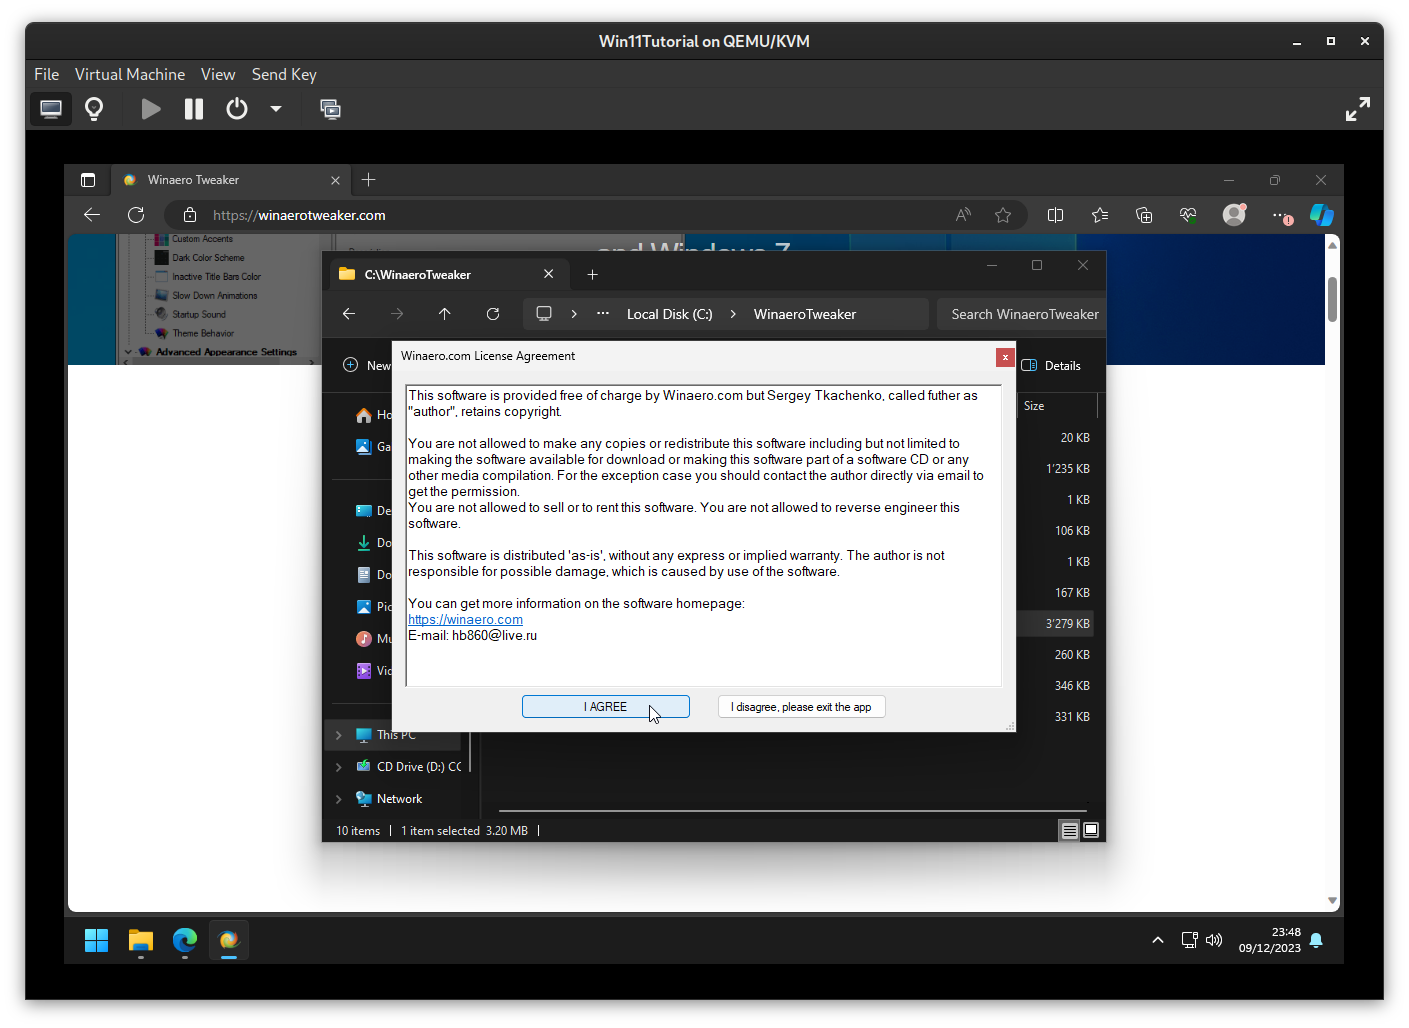 Win11Tutorial on QEMU/KVM
File Virtual Machine View Send Key
Winaero Tweaker
https://winaerotweaker.com
Custom Accents
Dark Color Scheme
Inactive Title Bars Color
Slow Down Animations
Startup Sound
Theme Behavior
Advanced Appearance Settings
and Windows 7
C:\WinaeroTweaker
Local Disk (C:) > WinaeroTweaker
Search WinaeroTweaker
New
Details
Winaero.com License Agreement
This software is provided free of charge by Winaero.com but Sergey Tkachenko, called futher as
"author", retains copyright.
You are not allowed to make any copies or redistribute this software including but not limited to
making the software available for download or making this software part of a software CD or any
other media compilation. For the exception case you should contact the author directly via email to
get the permission.
You are not allowed to sell or to rent this software. You are not allowed to reverse engineer this
software.
This software is distributed 'as-is', without any express or implied warranty. The author is not
responsible for possible damage, which is caused by use of the software.
You can get more information on the software homepage:
https://winaero.com
E-mail: hb860@live.ru
I AGREE
I disagree, please exit the app
Ho
Ga
De
Do
Do
Pic
Mu
Vic
This PC
CD Drive (D:) CC
Network
Size
20 KB
1'235 KB
1 KB
106 KB
1 KB
167 KB
3'279 KB
260 KB
346 KB
331 KB
10 items | 1 item selected 3.20 MB |
23:48
09/12/2023